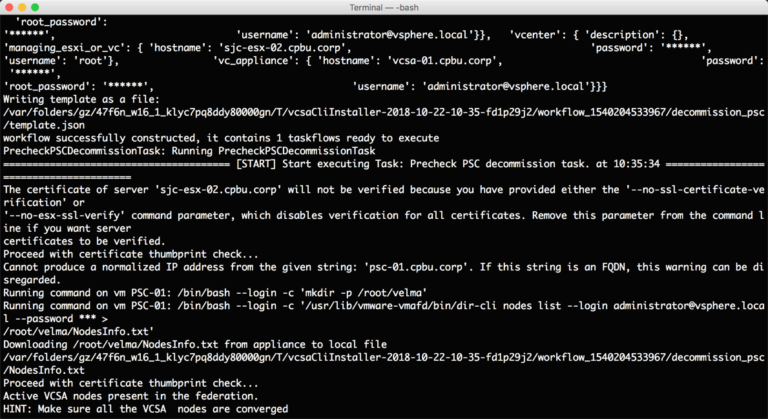 Terminal — -bash
'root_password':
'******', 'username': 'administrator@vsphere.local'}}, 'vcenter': { 'description': {},
'managing_esxi_or_vc': { 'hostname': 'sjc-esx-02.cpbu.corp', 'password': '******',
'username': 'root'}, 'vc_appliance': { 'hostname': 'vcsa-01.cpbu.corp', 'password':
'******',
'root_password': '******', 'username': 'administrator@vsphere.local'}}}
Writing template as a file:
/var/folders/gz/47f6n_w16_1_klyc7pq8ddy80000gn/T/vcsaCliInstaller-2018-10-22-10-35-fd1p29j2/workflow_1540204533967/decommission_psc
/template.json
workflow successfully constructed, it contains 1 taskflows ready to execute
PrecheckPSCDecommissionTask: Running PrecheckPSCDecommissionTask
================================== [START] Start executing Task: Precheck PSC decommission task. at 10:35:34 ==================
======================
The certificate of server 'sjc-esx-02.cpbu.corp' will not be verified because you have provided either the '--no-ssl-certificate-ve
rification' or
'--no-esx-ssl-verify' command parameter, which disables verification for all certificates. Remove this parameter from the command l
ine if you want server
certificates to be verified.
Proceed with certificate thumbprint check...
Cannot produce a normalized IP address from the given string: 'psc-01.cpbu.corp'. If this string is an FQDN, this warning can be di
sregarded.
Running command on vm PSC-01: /bin/bash --login -c 'mkdir -p /root/velma'
Running command on vm PSC-01: /bin/bash --login -c '/usr/lib/vmware-vmafd/bin/dir-cli nodes list --login administrator@vsphere.loca
l --password *** >
/root/velma/NodesInfo.txt'
Downloading /root/velma/NodesInfo.txt from appliance to local file
/var/folders/gz/47f6n_w16_1_klyc7pq8ddy80000gn/T/vcsaCliInstaller-2018-10-22-10-35-fd1p29j2/workflow_1540204533967/decommission_psc
/NodesInfo.txt
Proceed with certificate thumbprint check...
Active VCSA nodes present in the federation.
HINT: Make sure all the VCSA  nodes are converged